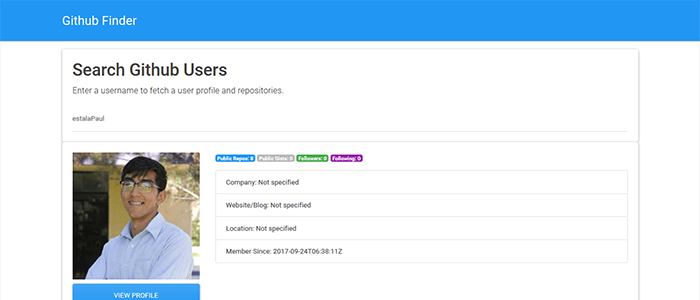 Github Finder
Search Github Users
Enter a username to fetch a user profile and repositories.
estalaPaul
Public Repos: 8 Public Gists: 0 Followers: 0 Following: 0
Company: Not specified
Website/Blog: Not specified
Location: Not specified
Member Since: 2017-09-24T06:38:11Z
VIEW PROFILE